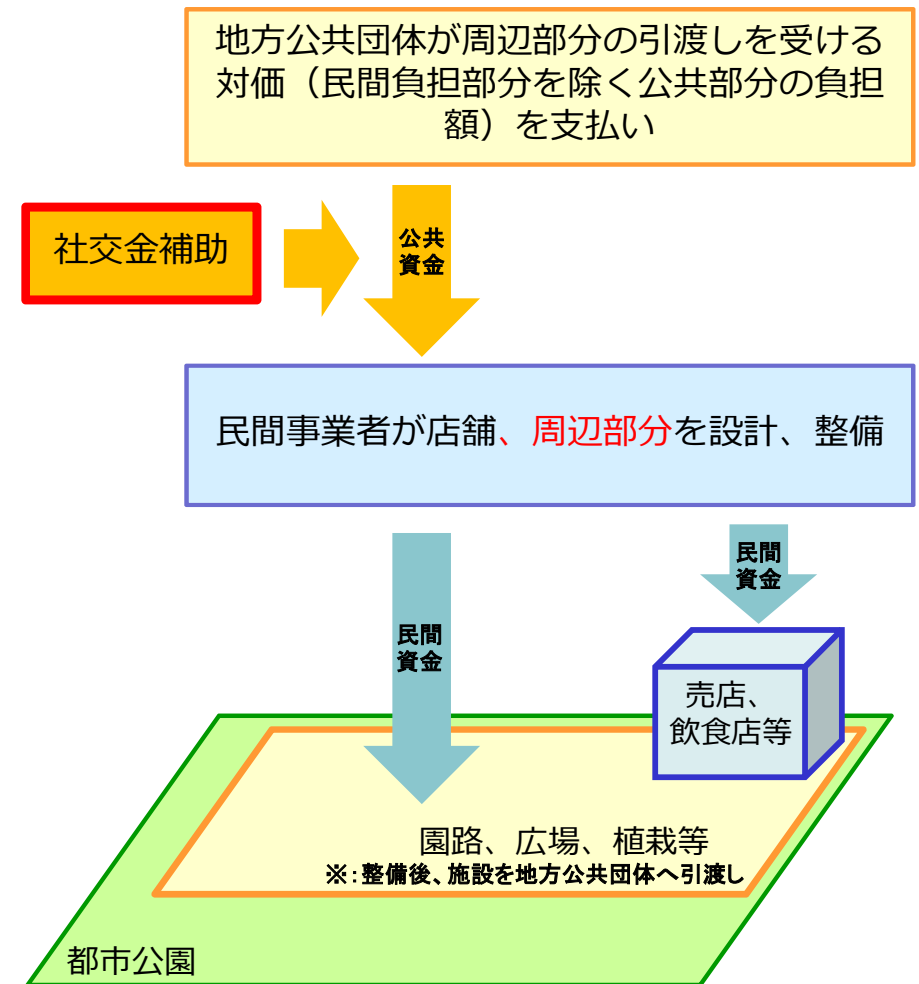 地方公共団体が周辺部分の引渡しを受ける
対価（民間負担部分を除く公共部分の負担
額）を支払い
社交金補助
公共
資金
民間事業者が店舗、周辺部分を設計、整備
民間
資金
民間
資金
売店、
飲食店等
園路、広場、植栽等
※：整備後、施設を地方公共団体へ引渡し
都市公園